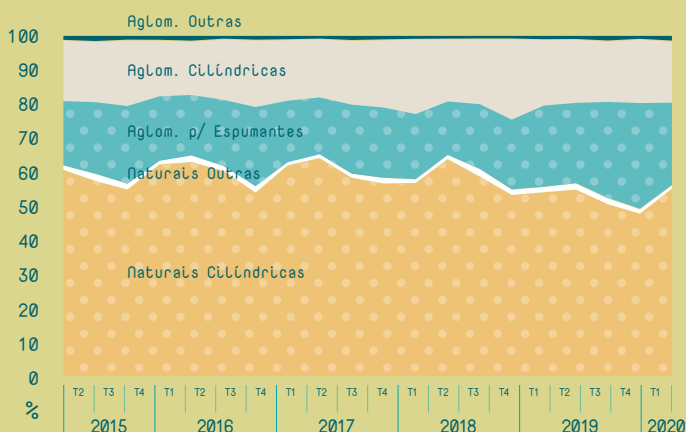 Aglom. Outras
100
90
Aglom. Cilíndricas
80
Aglom. p/ Espumantes
70
60
Naturais Outras
50
40
30
Naturais Cilíndricas
20
10
0
%
T2 T3 T4 T1 T2 T3 T4 T1 T2 T3 T4 T1 T2 T3 T4 T1 T2 T3 T4 T1
2015 2016 2017 2018 2019 2020